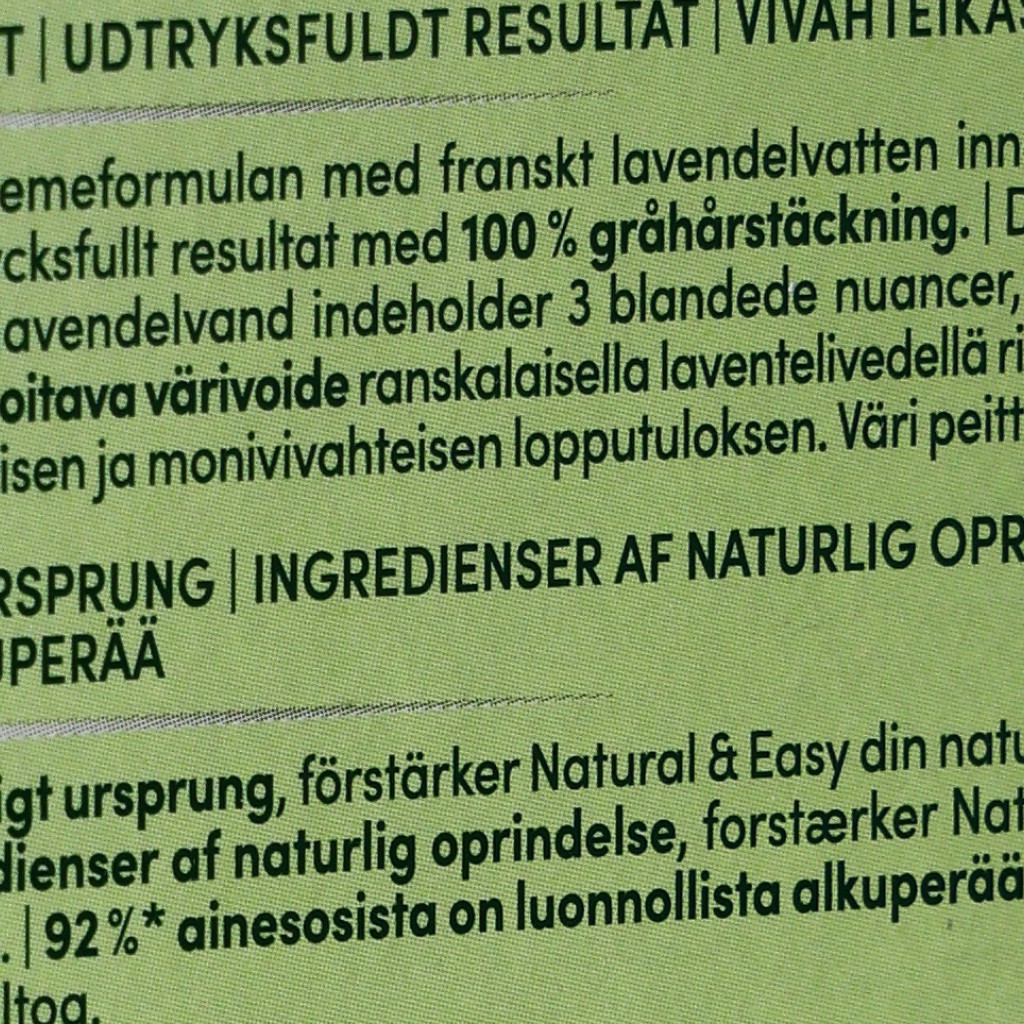 T | UDTRYKSFULDT RESULTAT | VIVAHTEIKAS
emeformulan med franskt lavendelvatten inn
ycksfullt resultat med 100 % gråhårstäckning. | D
avendelvand indeholder 3 blandede nuancer,
oitava värivoide ranskalaisella laventelivedellä ri
isen ja monivivahteisen lopputuloksen. Väri peitt
RSPRUNG | INGREDIENSER AF NATURLIG OPR
UPERÄÄ
igt ursprung, förstärker Natural & Easy din natu
dienser af naturlig oprindelse, forstærker Nat
. | 92 %* ainesosista on luonnollista alkuperää